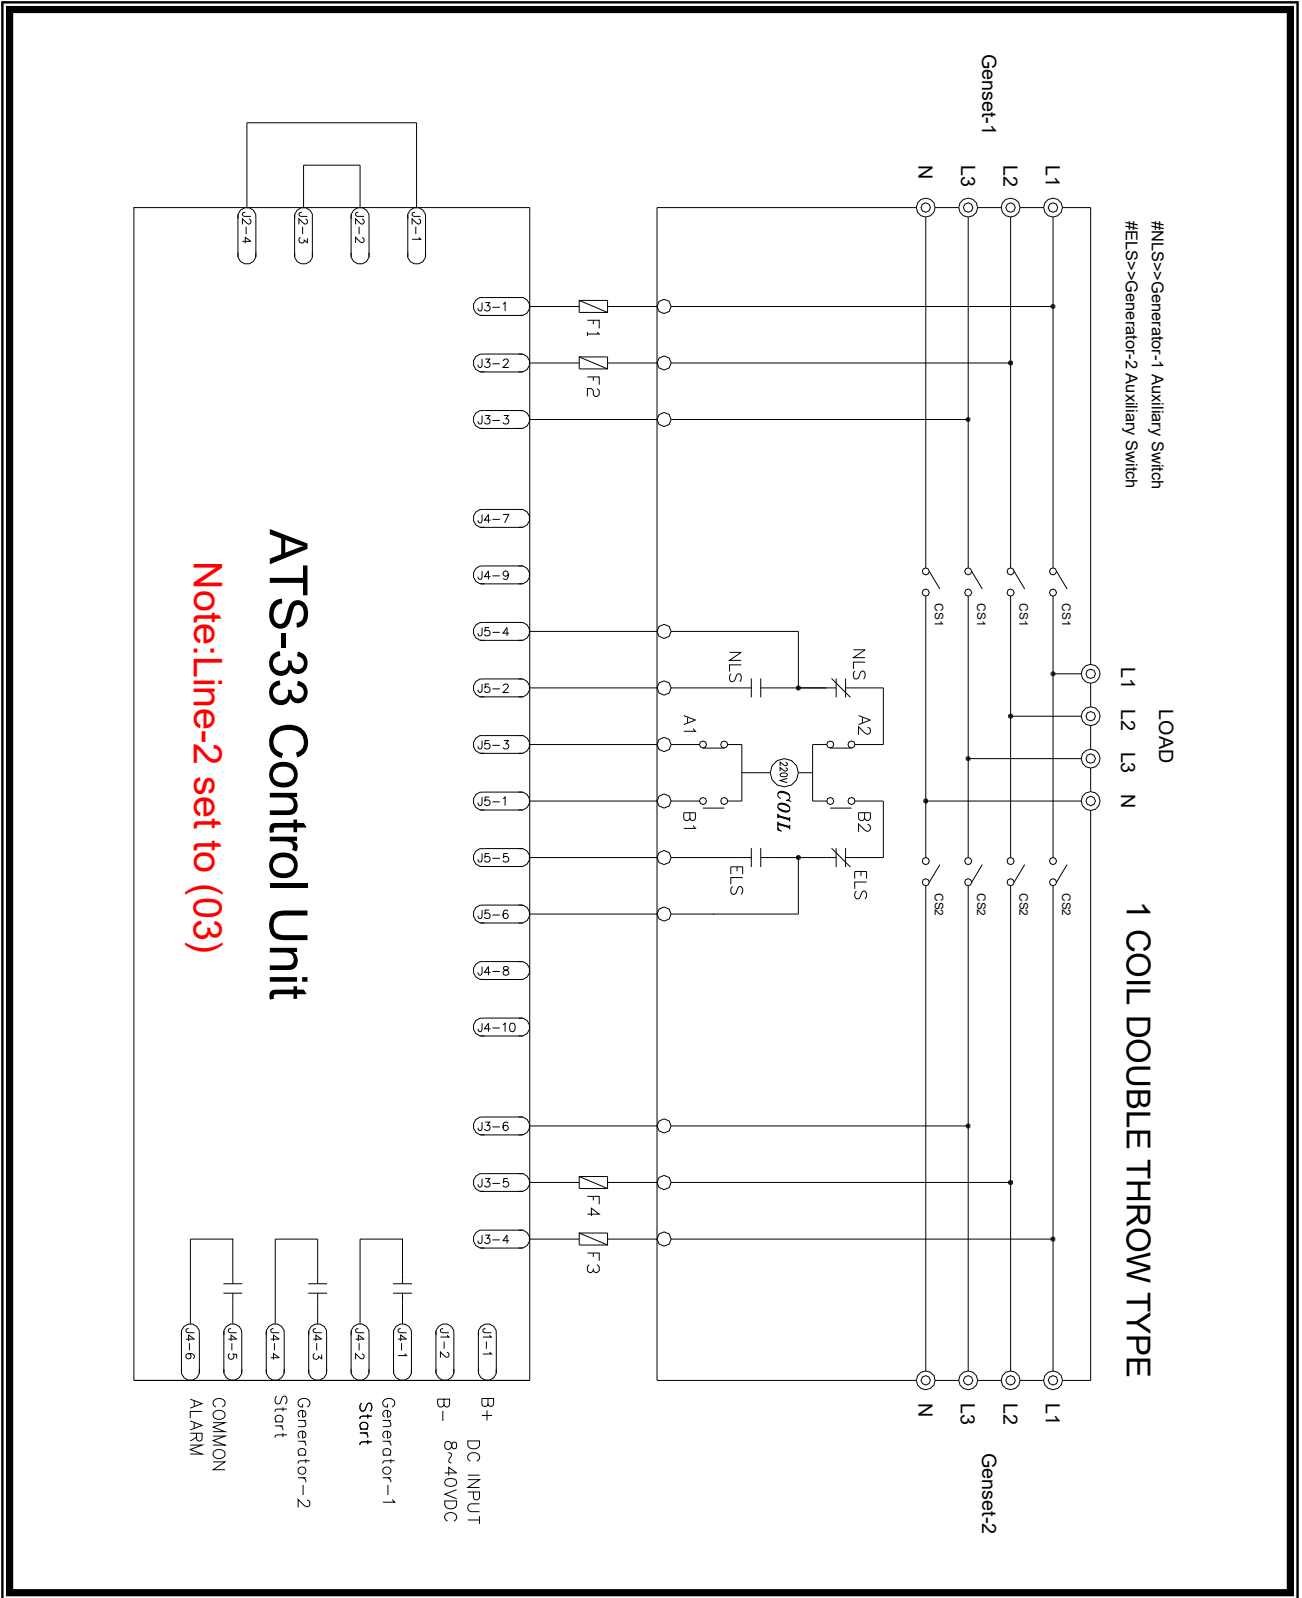 1 COIL DOUBLE THROW TYPE
#NLS>>Generator-1 Auxiliary Switch
#ELS>>Generator-2 Auxiliary Switch
LOAD
L1 L2 L3 N
Genset-1
L1
L2
L3
N
CS1
CS1
CS1
CS1
CS2
CS2
CS2
CS2
L1
L2
L3
N
Genset-2
NLS
A2
B2
ELS
220V
COIL
NLS
A1
B1
ELS
F1
F2
F4
F3
J3-1
J3-2
J3-3
J4-7
J4-9
J5-4
J5-2
J5-3
J5-1
J5-5
J5-6
J4-8
J4-10
J3-6
J3-5
J3-4
J2-1
J2-2
J2-3
J2-4
ATS-33 Control Unit
Note:Line-2 set to (03)
J1-1
B+
DC INPUT
J1-2
B-
8~40VDC
J4-1
J4-2
Generator-1
Start
J4-3
J4-4
Generator-2
Start
J4-5
J4-6
COMMON
ALARM